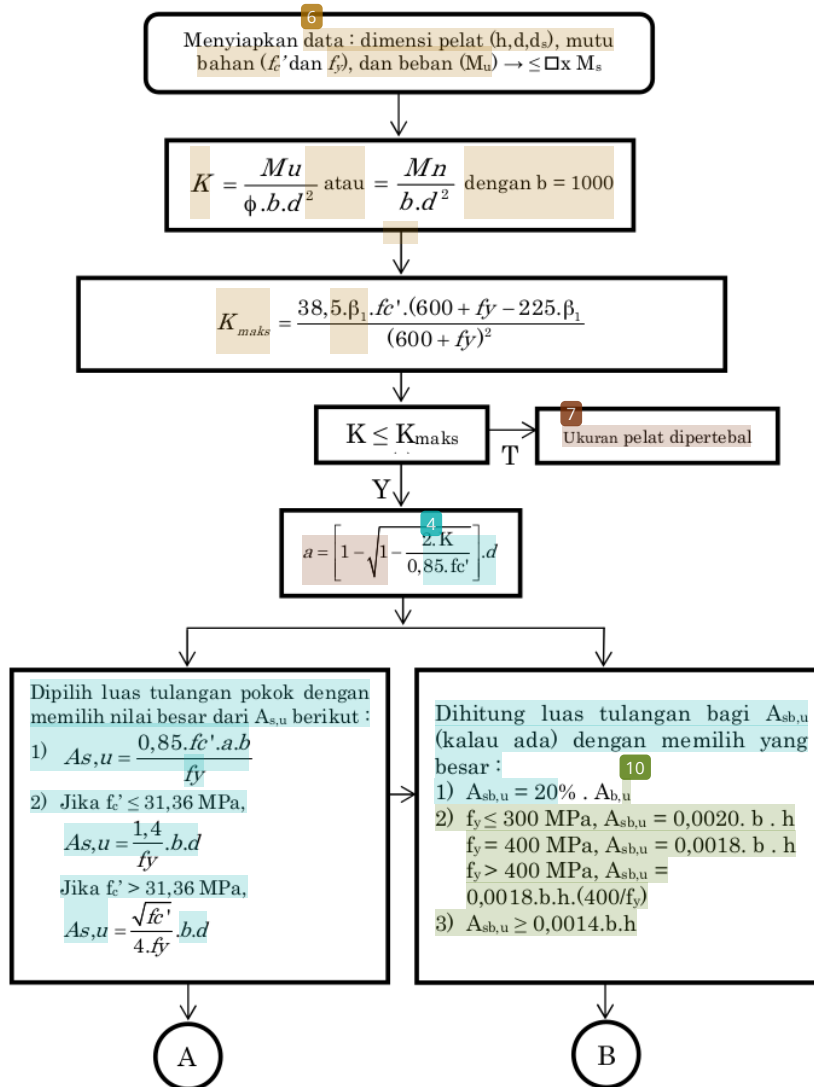 6
Menyiapkan data : dimensi pelat (h,d,ds), mutu
bahan (fc' dan fy), dan beban (Mu) → ≤ □x Ms
K = Mu / ϕ.b.d² atau = Mn / b.d² dengan b = 1000
Kmaks = 38,5.β₁.fc'.(600 + fy − 225.β₁ / (600 + fy)²
K ≤ Kmaks
T
7
Ukuran pelat dipertebal
Y
4
a = [1 − √1 − 2.K / 0,85.fc'].d
Dipilih luas tulangan pokok dengan
memilih nilai besar dari As,u berikut :
1) As,u = 0,85.fc'.a.b / fy
2) Jika fc' ≤ 31,36 MPa,
As,u = 1,4 / fy .b.d
Jika fc' > 31,36 MPa,
As,u = √fc' / 4.fy .b.d
Dihitung luas tulangan bagi Asb,u
(kalau ada) dengan memilih yang
besar :
10
1) Asb,u = 20% . Ab,u
2) fy ≤ 300 MPa, Asb,u = 0,0020. b . h
fy = 400 MPa, Asb,u = 0,0018. b . h
fy > 400 MPa, Asb,u =
0,0018.b.h.(400/fy)
3) Asb,u ≥ 0,0014.b.h
A
B